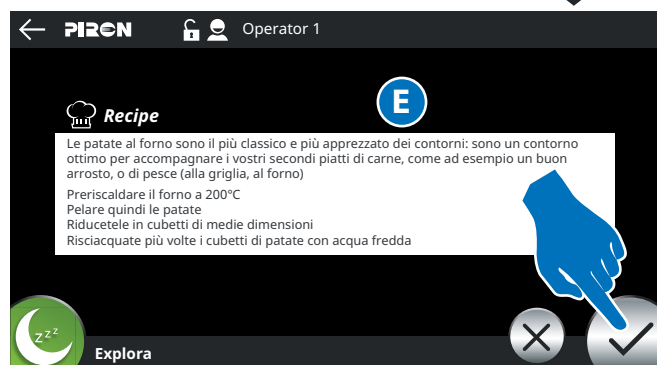 PIRON
Operator 1
E
Recipe
Le patate al forno sono il più classico e più apprezzato dei contorni: sono un contorno
ottimo per accompagnare i vostri secondi piatti di carne, come ad esempio un buon
arrosto, o di pesce (alla griglia, al forno)
Preriscaldare il forno a 200°C
Pelare quindi le patate
Riducetele in cubetti di medie dimensioni
Risciacquate più volte i cubetti di patate con acqua fredda
zzz
Explora